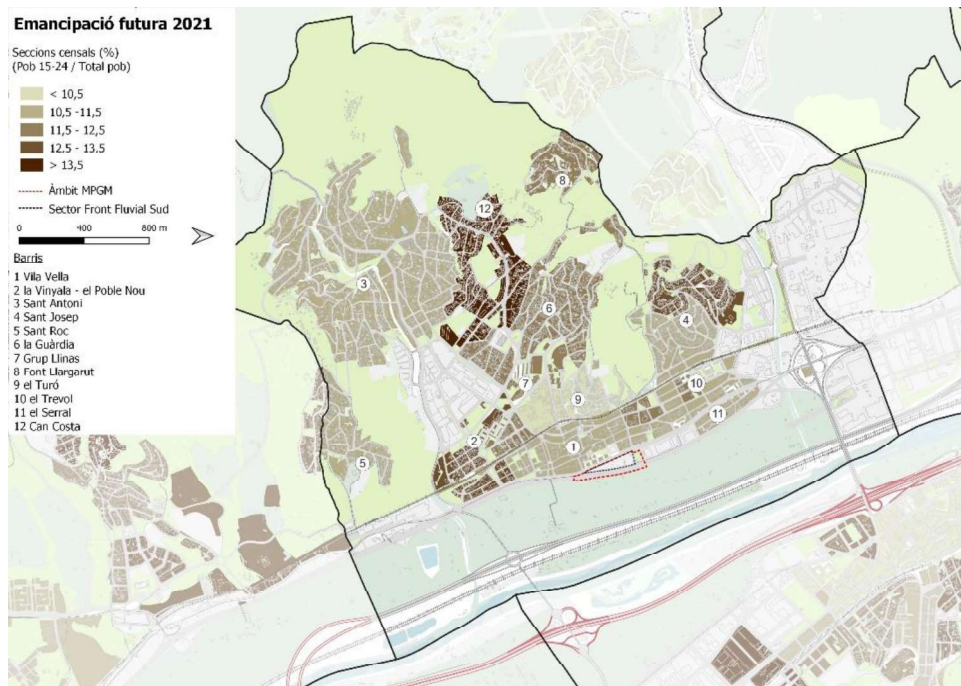 Emancipació futura 2021
Seccions censals (%)
(Pob 15-24 / Total pob)
< 10,5
10,5 -11,5
11,5 - 12,5
12,5 - 13,5
> 13,5
Àmbit MPGM
Sector Front Fluvial Sud
0 400 800 m
Barris
1 Vila Vella
2 la Vinyala - el Poble Nou
3 Sant Antoni
4 Sant Josep
5 Sant Roc
6 la Guàrdia
7 Grup Llinas
8 Font Llargarut
9 el Turó
10 el Trevol
11 el Serral
12 Can Costa
8
12
3
6
4
7
10
9
11
2
1
5